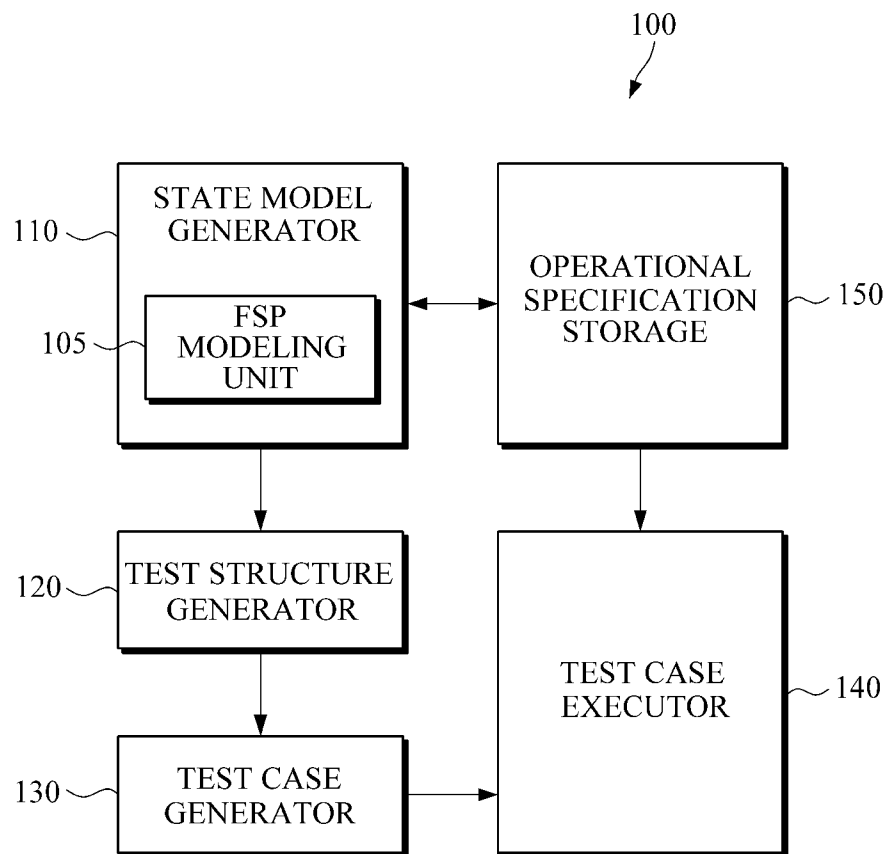 100
110
STATE MODEL
GENERATOR
105
FSP
MODELING
UNIT
OPERATIONAL
SPECIFICATION
STORAGE
150
120
TEST STRUCTURE
GENERATOR
130
TEST CASE
GENERATOR
TEST CASE
EXECUTOR
140